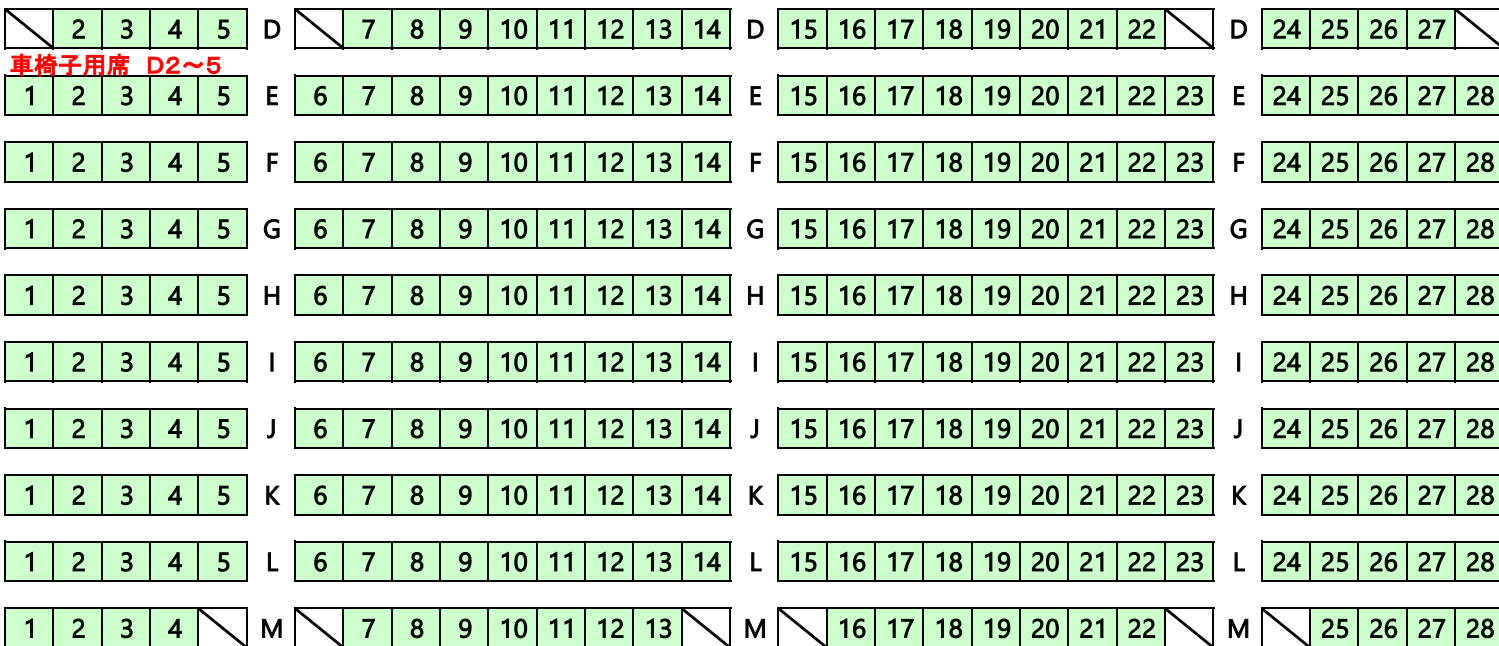 2 3 4 5 D 7 8 9 10 11 12 13 14 D 15 16 17 18 19 20 21 22 D 24 25 26 27
車椅子用席 D2～5
1 2 3 4 5 E 6 7 8 9 10 11 12 13 14 E 15 16 17 18 19 20 21 22 23 E 24 25 26 27 28
1 2 3 4 5 F 6 7 8 9 10 11 12 13 14 F 15 16 17 18 19 20 21 22 23 F 24 25 26 27 28
1 2 3 4 5 G 6 7 8 9 10 11 12 13 14 G 15 16 17 18 19 20 21 22 23 G 24 25 26 27 28
1 2 3 4 5 H 6 7 8 9 10 11 12 13 14 H 15 16 17 18 19 20 21 22 23 H 24 25 26 27 28
1 2 3 4 5 I 6 7 8 9 10 11 12 13 14 I 15 16 17 18 19 20 21 22 23 I 24 25 26 27 28
1 2 3 4 5 J 6 7 8 9 10 11 12 13 14 J 15 16 17 18 19 20 21 22 23 J 24 25 26 27 28
1 2 3 4 5 K 6 7 8 9 10 11 12 13 14 K 15 16 17 18 19 20 21 22 23 K 24 25 26 27 28
1 2 3 4 5 L 6 7 8 9 10 11 12 13 14 L 15 16 17 18 19 20 21 22 23 L 24 25 26 27 28
1 2 3 4 M 7 8 9 10 11 12 13 M 16 17 18 19 20 21 22 M 25 26 27 28